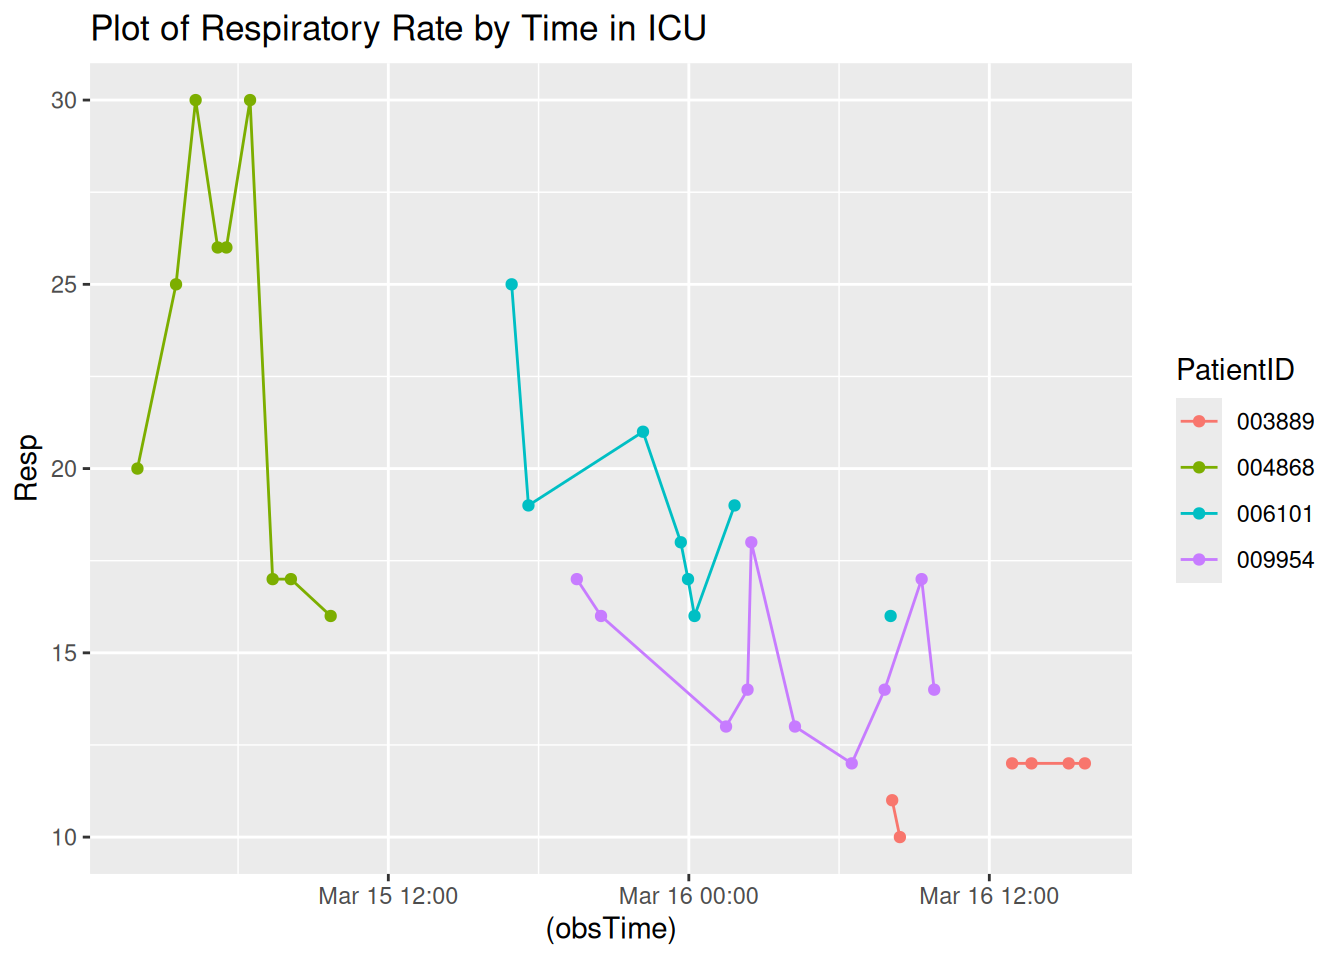 Plot of Respiratory Rate by Time in ICU
30
25
20
15
10
Resp
Mar 15 12:00
Mar 16 00:00
Mar 16 12:00
(obsTime)
PatientID
003889
004868
006101
009954